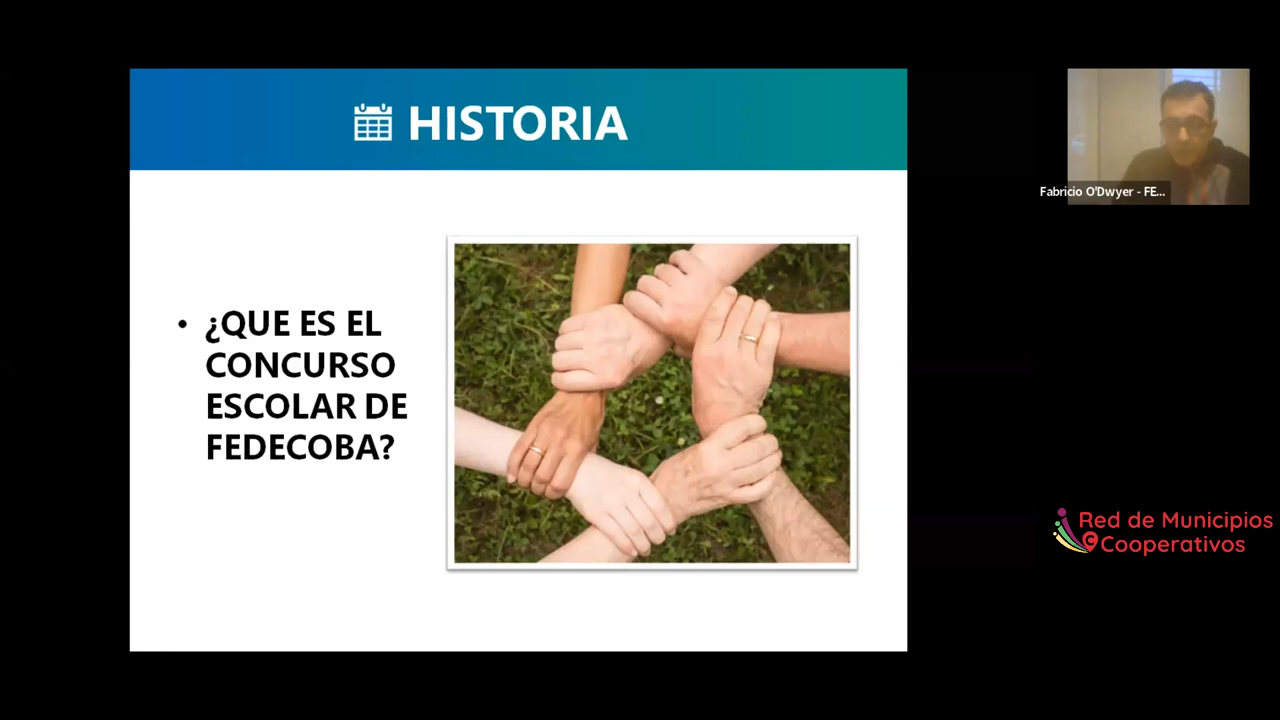 HISTORIA
• ¿QUE ES EL
CONCURSO
ESCOLAR DE
FEDECOBA?
Fabricio O'Dwyer - FE...
Red de Municipios
Cooperativos